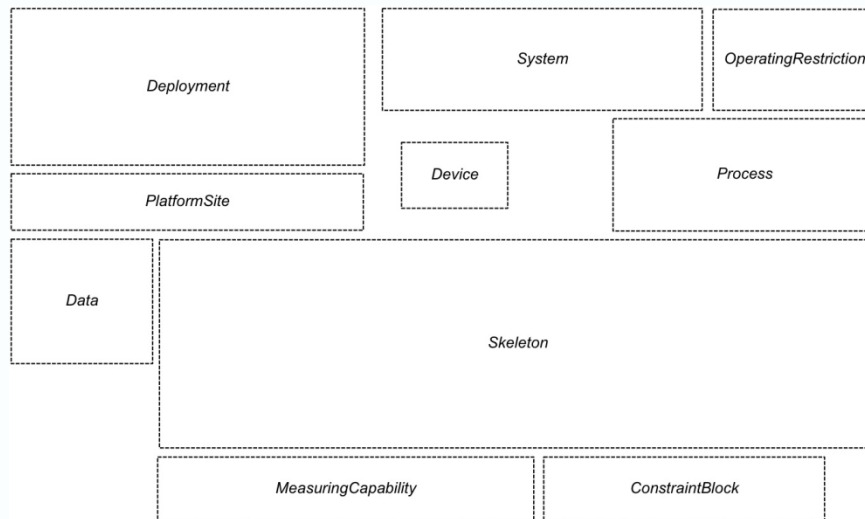 Deployment
System
OperatingRestriction
PlatformSite
Device
Process
Data
Skeleton
MeasuringCapability
ConstraintBlock